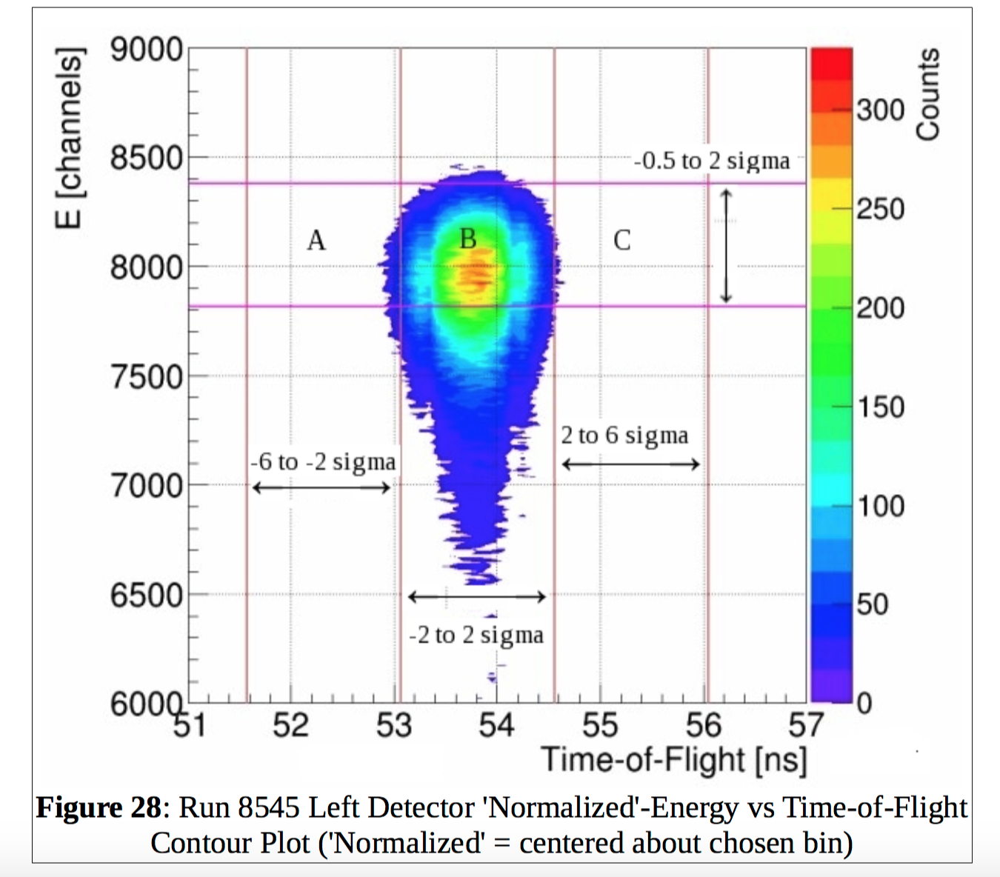 E [channels]
9000
8500
8000
7500
7000
6500
6000
51
52
53
54
55
56
57
Time-of-Flight [ns]
A
B
C
-0.5 to 2 sigma
2 to 6 sigma
-6 to -2 sigma
-2 to 2 sigma
Counts
300
250
200
150
100
50
0
Figure 28: Run 8545 Left Detector 'Normalized'-Energy vs Time-of-Flight
Contour Plot ('Normalized' = centered about chosen bin)